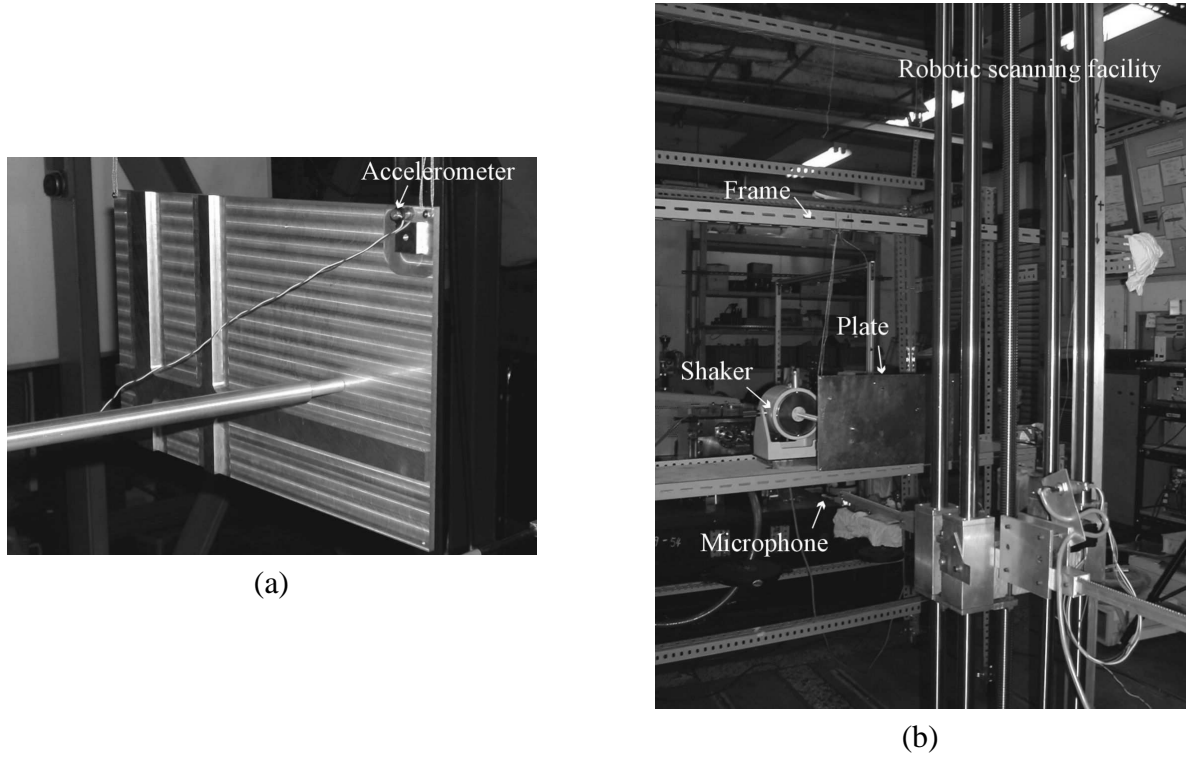 Accelerometer
(a)
Robotic scanning facility
Frame
Plate
Shaker
Microphone
(b)